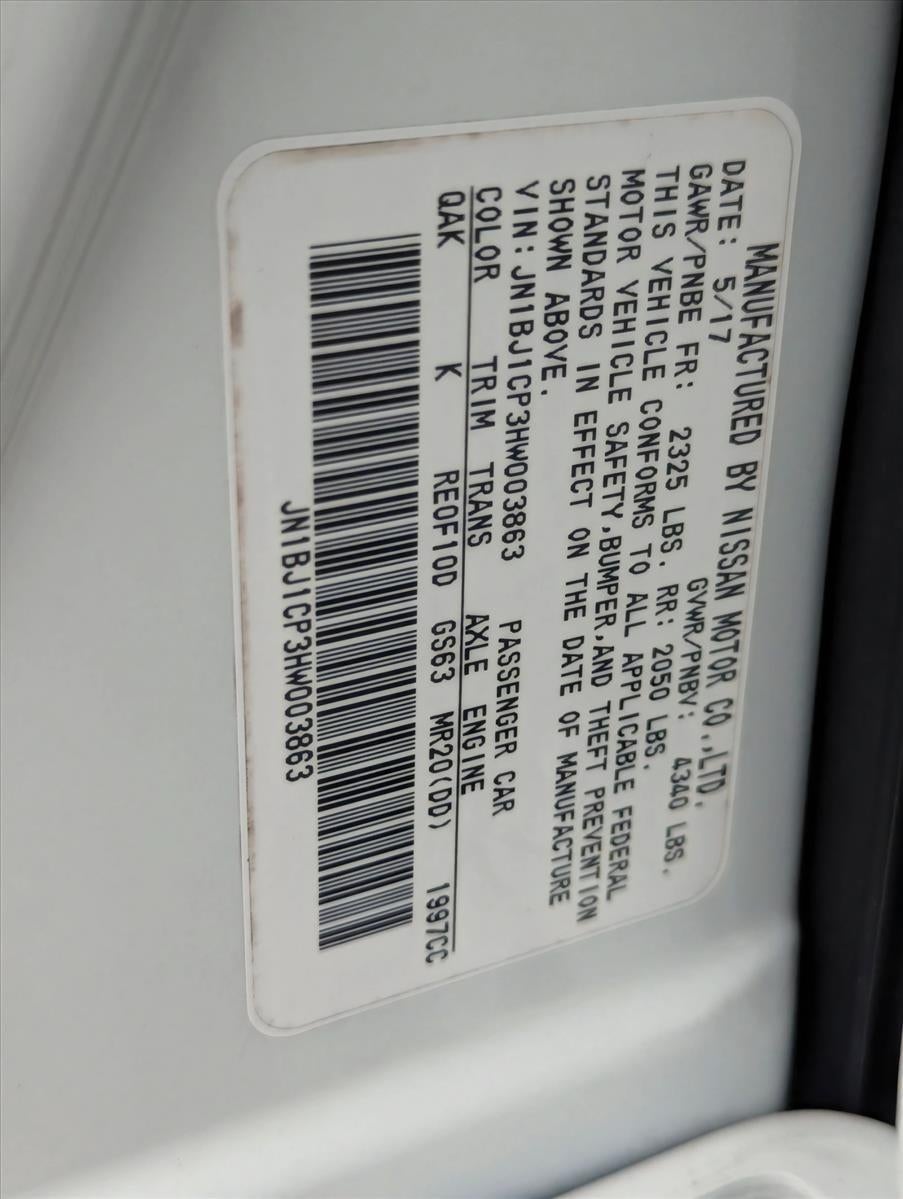 MANUFACTURED BY NISSAN MOTOR CO.,LTD.
DATE: 5/17 GVWR/PNBV: 4340 LBS.
GAWR/PNBE FR: 2325 LBS. RR: 2050 LBS.
THIS VEHICLE CONFORMS TO ALL APPLICABLE FEDERAL
MOTOR VEHICLE SAFETY,BUMPER,AND THEFT PREVENTION
STANDARDS IN EFFECT ON THE DATE OF MANUFACTURE
SHOWN ABOVE.
VIN:JN1BJ1CP3HW003863 PASSENGER CAR
COLOR TRIM TRANS AXLE ENGINE
QAK K RE0F10D GS63 MR20(DD) 1997CC
JN1BJ1CP3HW003863